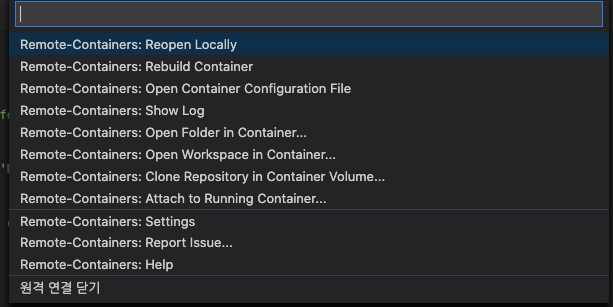 Remote-Containers: Reopen Locally
Remote-Containers: Rebuild Container
Remote-Containers: Open Container Configuration File
Remote-Containers: Show Log
Remote-Containers: Open Folder in Container...
Remote-Containers: Open Workspace in Container...
Remote-Containers: Clone Repository in Container Volume...
Remote-Containers: Attach to Running Container...
Remote-Containers: Settings
Remote-Containers: Report Issue...
Remote-Containers: Help
원격 연결 닫기